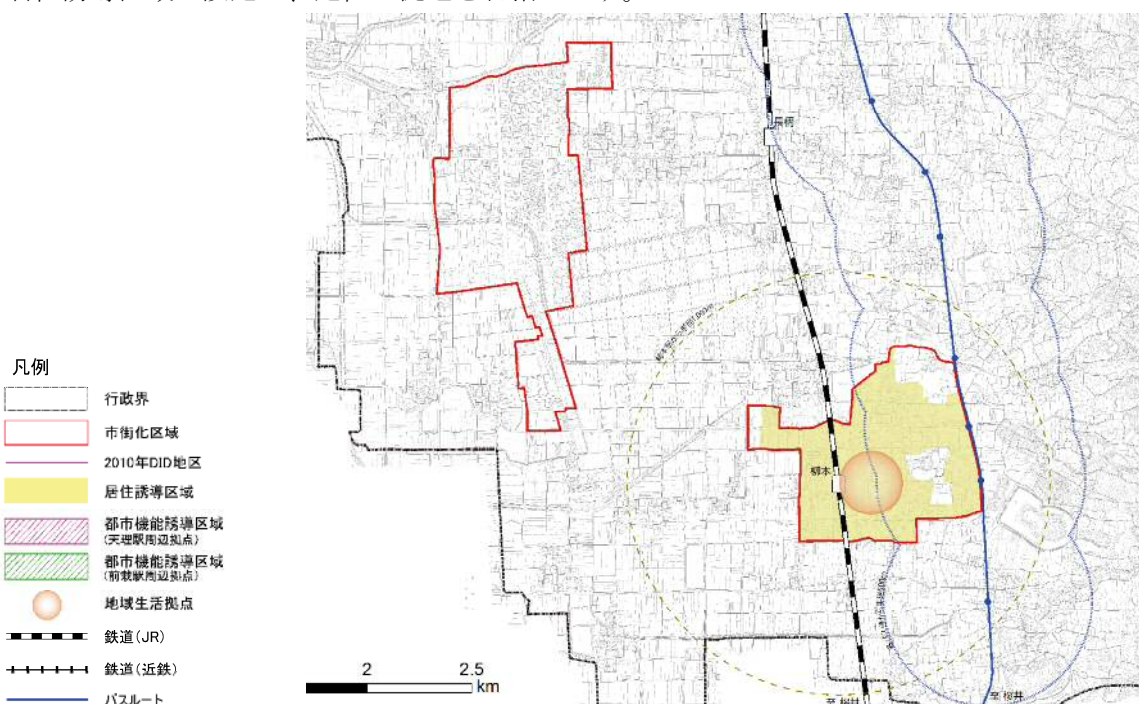 長柄
凡例
行政界
市街化区域
2010年DID地区
居住誘導区域
都市機能誘導区域
(天理駅周辺拠点)
都市機能誘導区域
(前栽駅周辺拠点)
地域生活拠点
鉄道(JR)
鉄道(近鉄)
バスルート
柳本
2
2.5
km
至 桜井
至 桜井